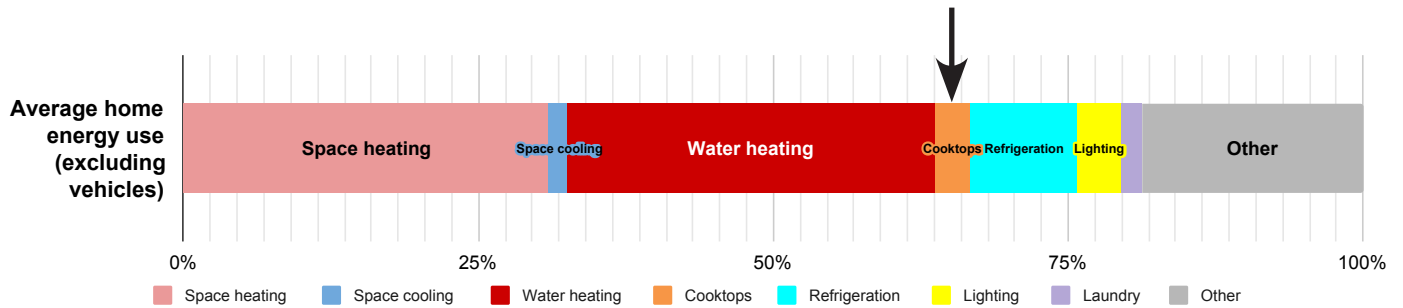 Average home
energy use
(excluding
vehicles)
Space heating
Space cooling
Water heating
Cooktops
Refrigeration
Lighting
Other
0%
25%
50%
75%
100%
Space heating
Space cooling
Water heating
Cooktops
Refrigeration
Lighting
Laundry
Other